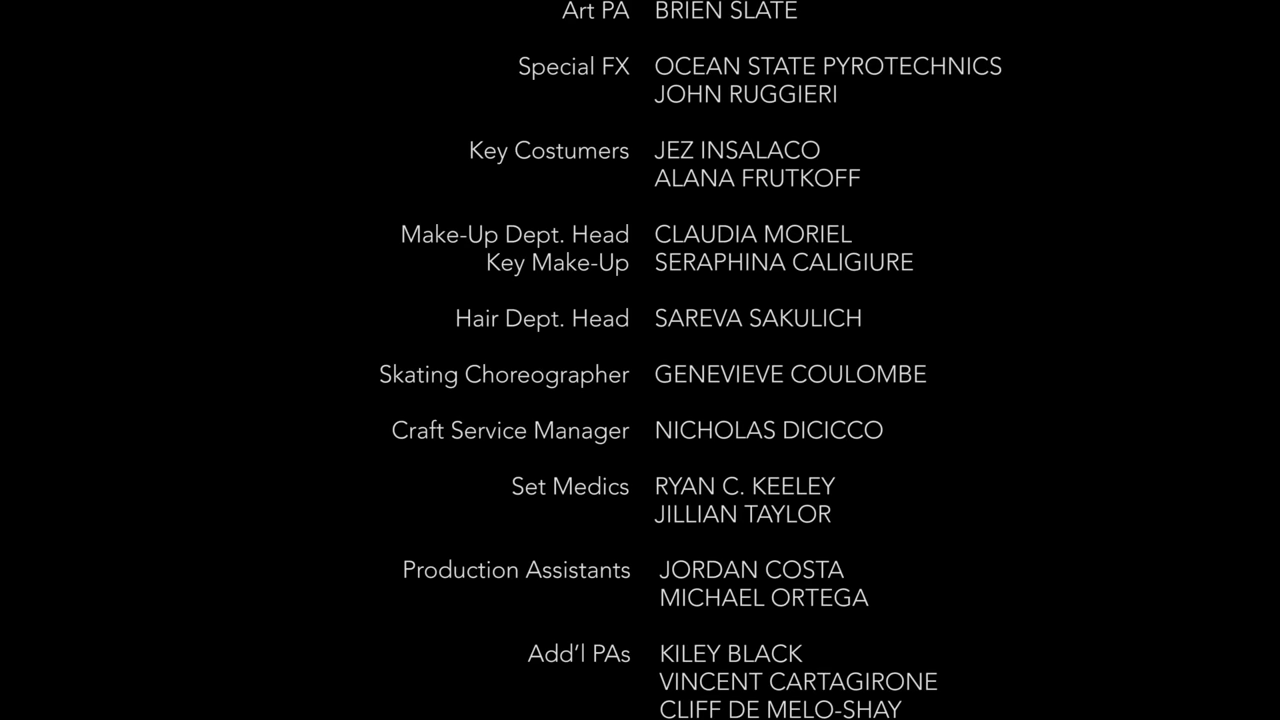 Art PA BRIEN SLATE
Special FX OCEAN STATE PYROTECHNICS
JOHN RUGGIERI
Key Costumers JEZ INSALACO
ALANA FRUTKOFF
Make-Up Dept. Head CLAUDIA MORIEL
Key Make-Up SERAPHINA CALIGIURE
Hair Dept. Head SAREVA SAKULICH
Skating Choreographer GENEVIEVE COULOMBE
Craft Service Manager NICHOLAS DICICCO
Set Medics RYAN C. KEELEY
JILLIAN TAYLOR
Production Assistants JORDAN COSTA
MICHAEL ORTEGA
Add'l PAs KILEY BLACK
VINCENT CARTAGIRONE
CLIFF DE MELO-SHAY